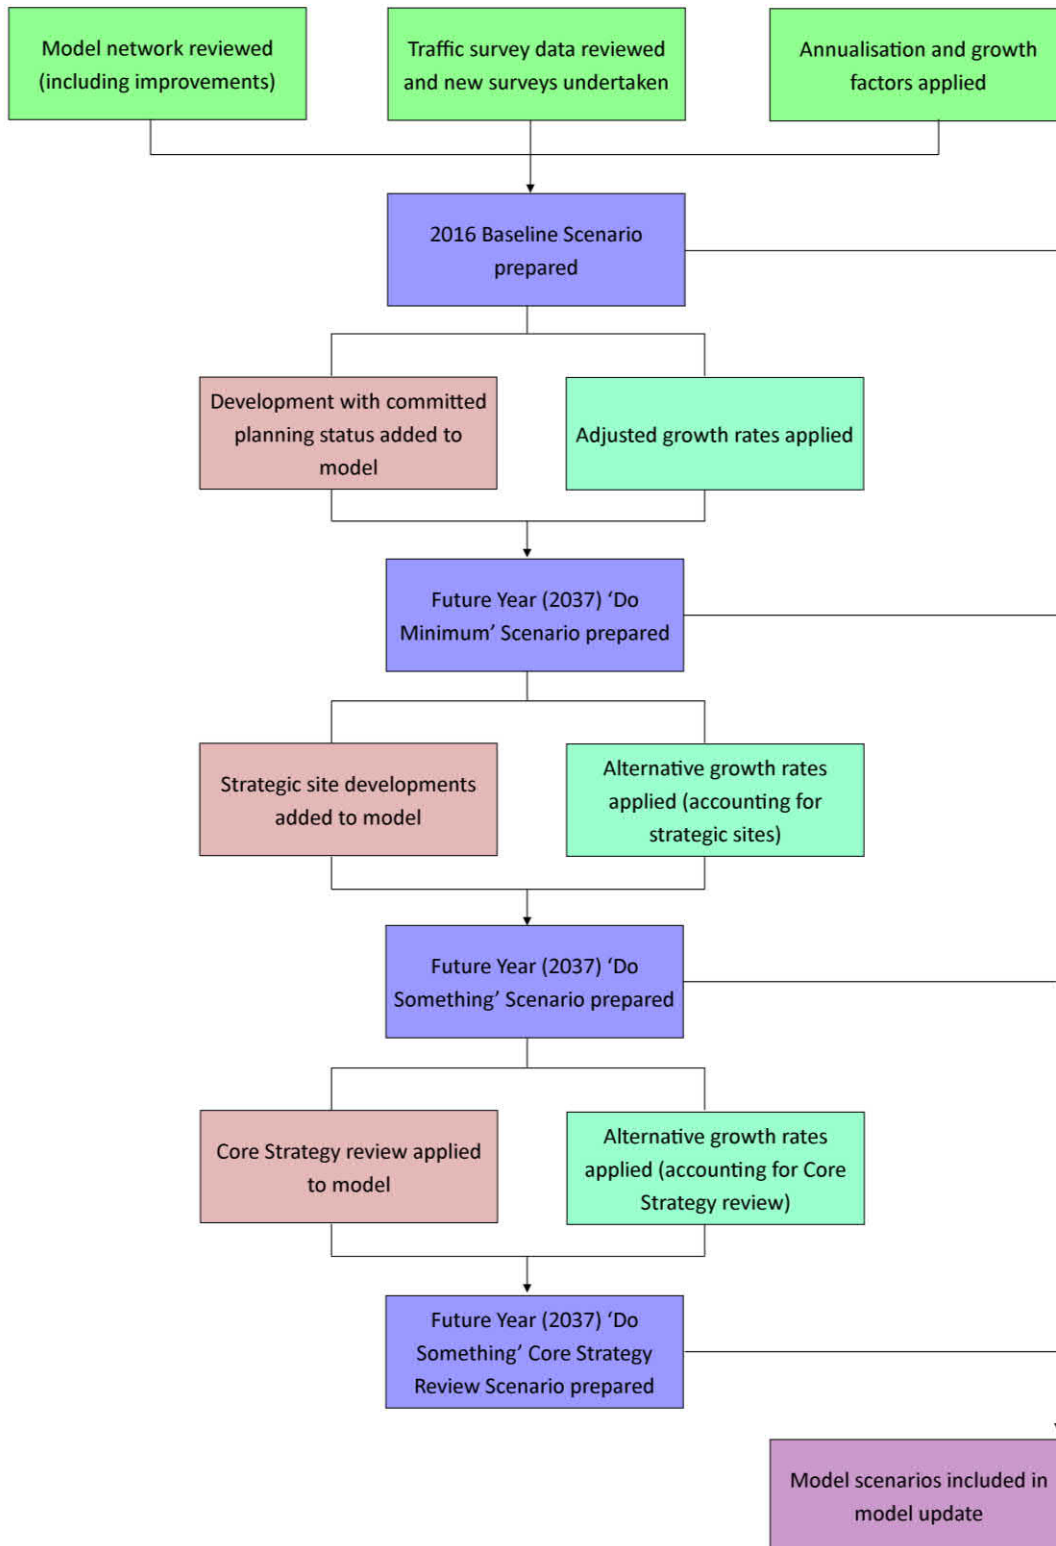 Model network reviewed
(including improvements)
Traffic survey data reviewed
and new surveys undertaken
Annualisation and growth
factors applied
2016 Baseline Scenario
prepared
Development with committed
planning status added to
model
Adjusted growth rates applied
Future Year (2037) ‘Do
Minimum’ Scenario prepared
Strategic site developments
added to model
Alternative growth rates
applied (accounting for
strategic sites)
Future Year (2037) ‘Do
Something’ Scenario prepared
Core Strategy review applied
to model
Alternative growth rates
applied (accounting for Core
Strategy review)
Future Year (2037) ‘Do
Something’ Core Strategy
Review Scenario prepared
Model scenarios included in
model update